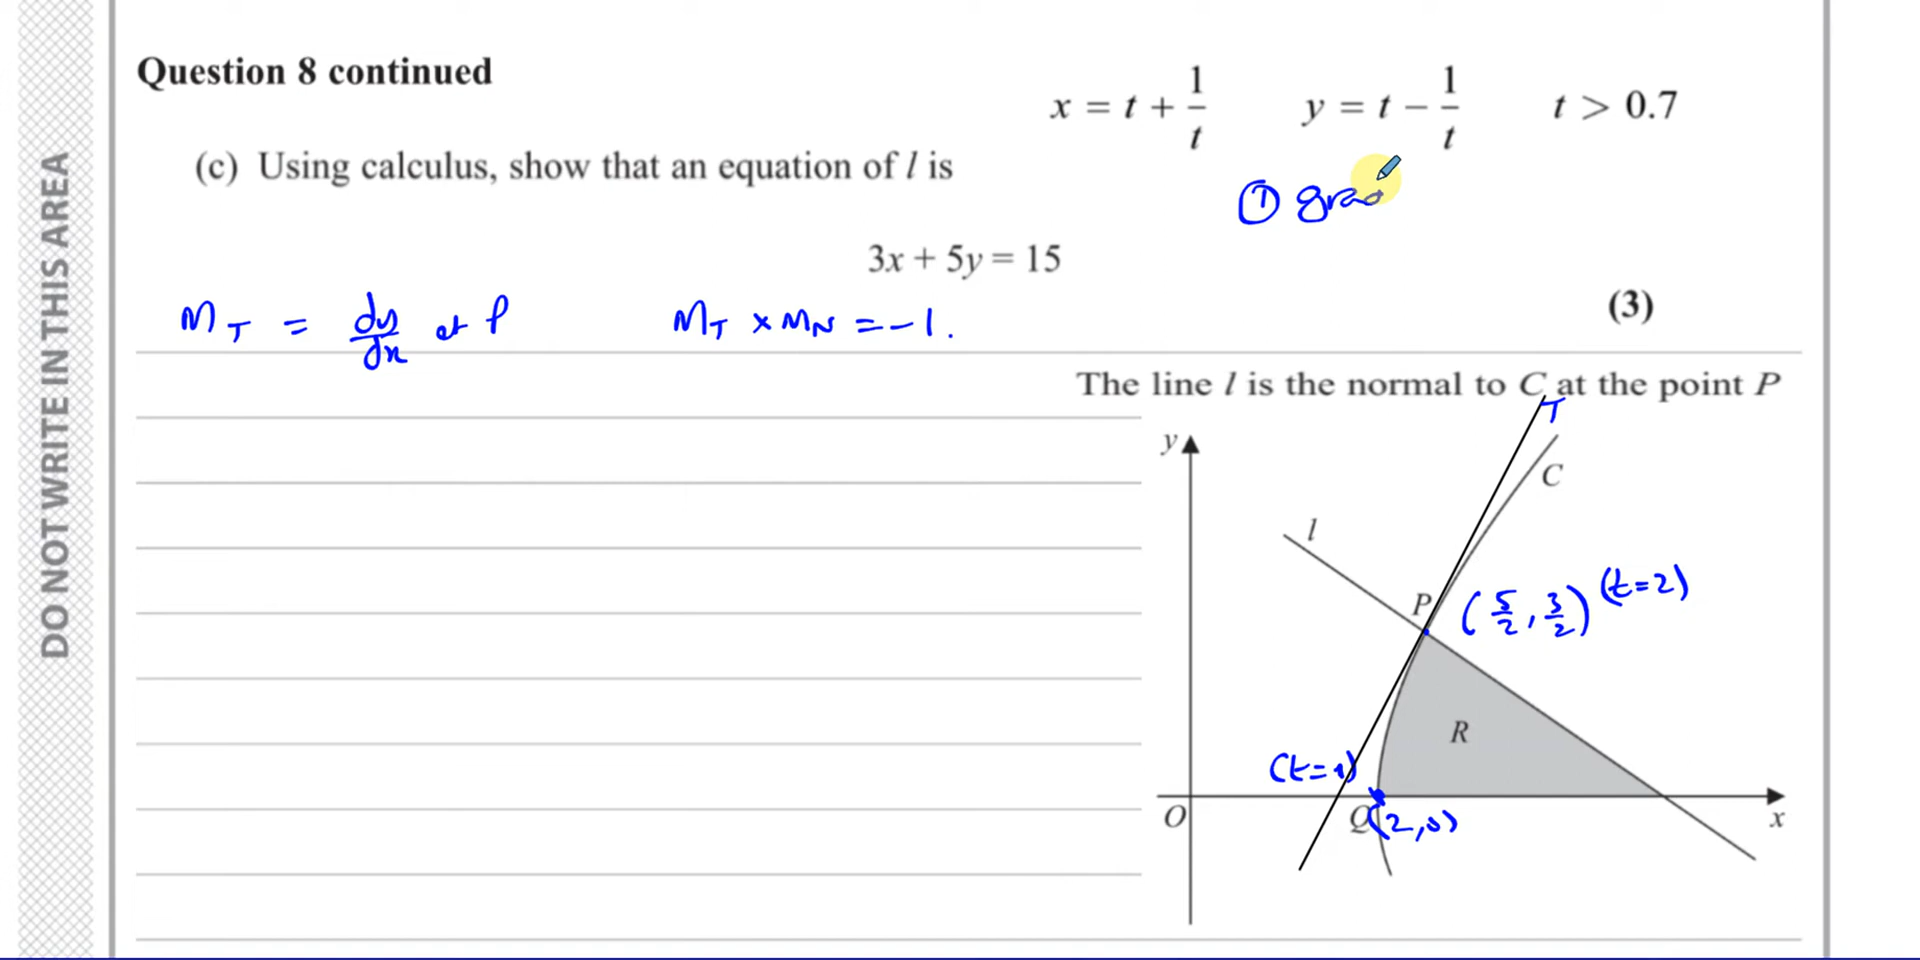 Question 8 continued
x = t + 1/t    y = t − 1/t    t > 0.7
(c) Using calculus, show that an equation of l is
① grad
3x + 5y = 15
(3)
M_T = dy/dx at P    M_T × M_N = −1.
The line l is the normal to C at the point P
T
y
C
l
P (5/2, 3/2) (t=2)
R
(t=1)
O
Q (2,0)
x
DO NOT WRITE IN THIS AREA